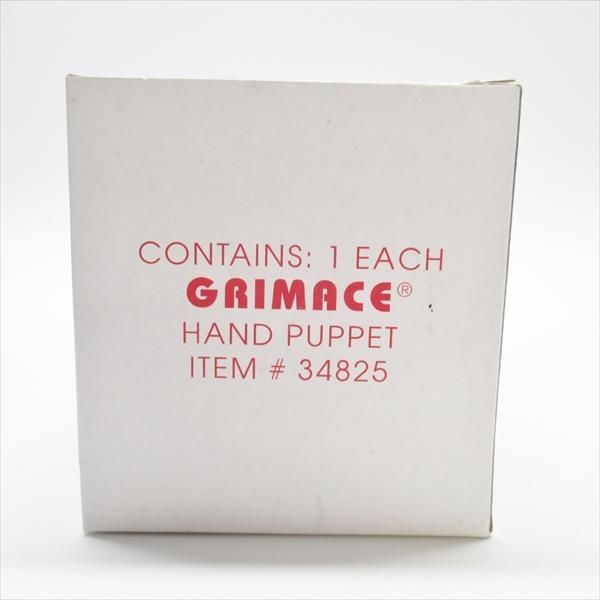 CONTAINS: 1 EACH
GRIMACE®
HAND PUPPET
ITEM # 34825